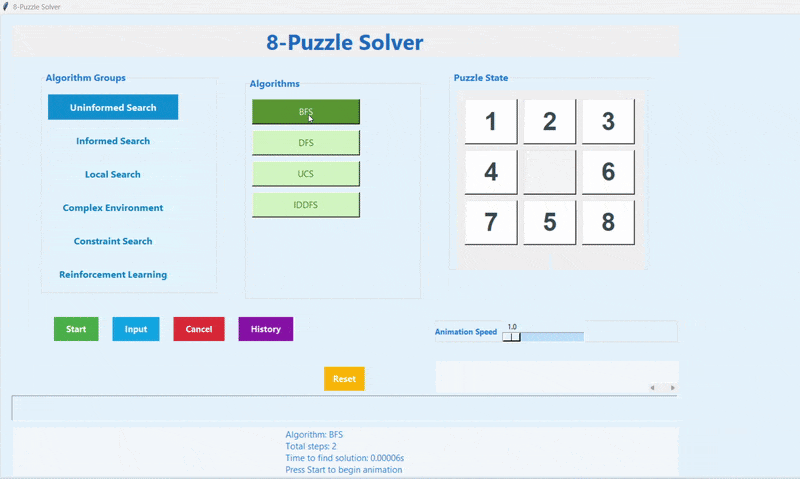 8-Puzzle Solver
8-Puzzle Solver
Algorithm Groups
Uninformed Search
Informed Search
Local Search
Complex Environment
Constraint Search
Reinforcement Learning
Algorithms
BFS
DFS
UCS
IDDFS
Puzzle State
1 2 3
4 6
7 5 8
Start Input Cancel History
Animation Speed 1.0
Reset
Algorithm: BFS
Total steps: 2
Time to find solution: 0.00006s
Press Start to begin animation